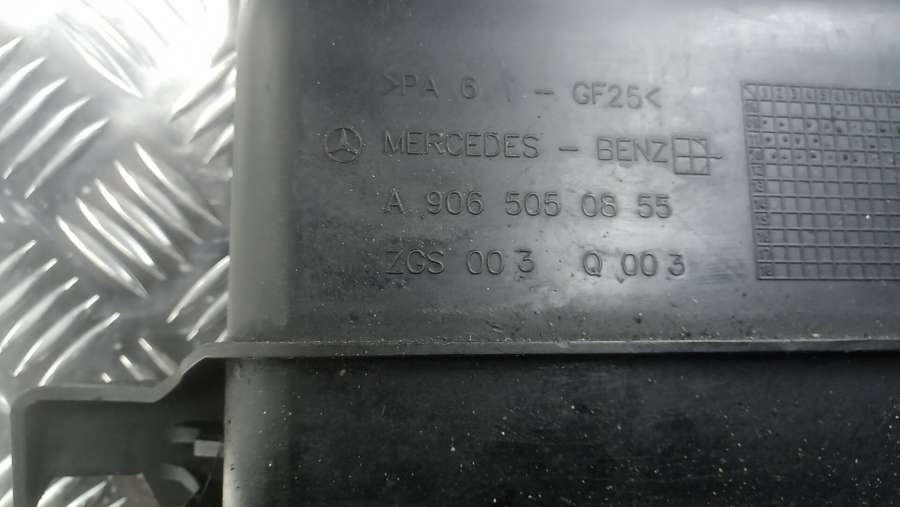 >PA 6 - GF25<
MERCEDES - BENZ
A 906 505 08 55
ZGS 003 Q 003